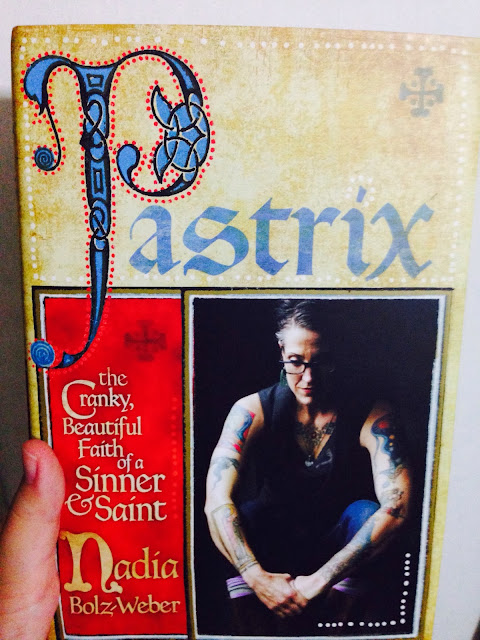 Pastrix
the
Cranky,
Beautiful
Faith
of a
Sinner
& Saint
Nadia
Bolz-Weber